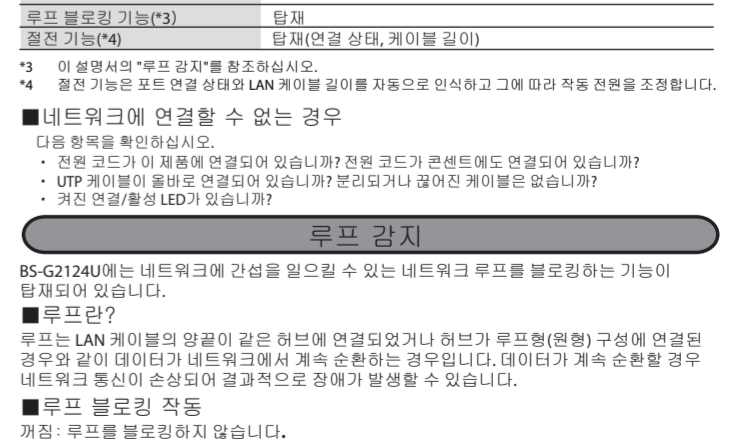 루프 블로킹 기능(*3) 탑재
절전 기능(*4) 탑재(연결 상태, 케이블 길이)
*3 이 설명서의 "루프 감지"를 참조하십시오.
*4 절전 기능은 포트 연결 상태와 LAN 케이블 길이를 자동으로 인식하고 그에 따라 작동 전원을 조정합니다.
■네트워크에 연결할 수 없는 경우
다음 항목을 확인하십시오.
・ 전원 코드가 이 제품에 연결되어 있습니까? 전원 코드가 콘센트에도 연결되어 있습니까?
・ UTP 케이블이 올바로 연결되어 있습니까? 분리되거나 끊어진 케이블은 없습니까?
・ 켜진 연결/활성 LED가 있습니까?
루프 감지
BS-G2124U에는 네트워크에 간섭을 일으킬 수 있는 네트워크 루프를 블로킹하는 기능이
탑재되어 있습니다.
■루프란?
루프는 LAN 케이블의 양끝이 같은 허브에 연결되었거나 허브가 루프형(원형) 구성에 연결된
경우와 같이 데이터가 네트워크에서 계속 순환하는 경우입니다. 데이터가 계속 순환할 경우
네트워크 통신이 손상되어 결과적으로 장애가 발생할 수 있습니다.
■루프 블로킹 작동
꺼짐: 루프를 블로킹하지 않습니다.